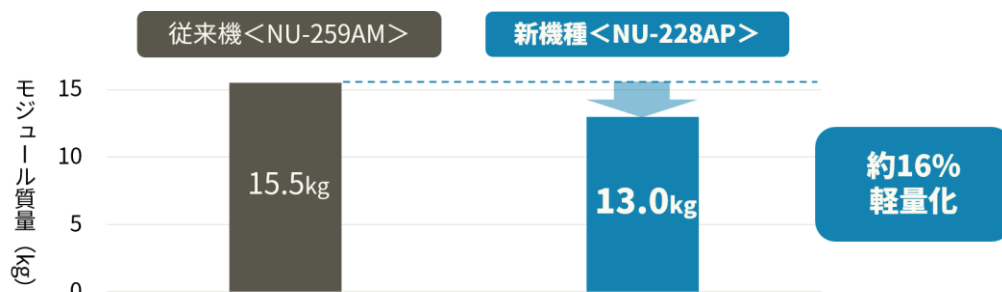 従来機＜NU-259AM＞
新機種＜NU-228AP＞
モジュール質量（kg）
15
10
5
0
15.5kg
13.0kg
約16%
軽量化